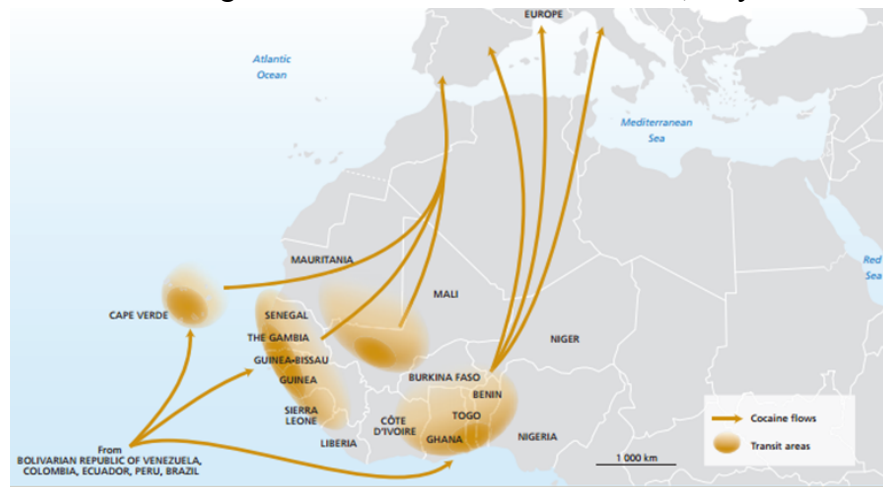 EUROPE
Atlantic
Ocean
Mediterranean
Sea
Red
Sea
MAURITANIA
MALI
NIGER
CAPE VERDE
SENEGAL
THE GAMBIA
GUINEA-BISSAU
GUINEA
SIERRA
LEONE
LIBERIA
CÔTE
D'IVOIRE
BURKINA FASO
BENIN
TOGO
GHANA
NIGERIA
From
BOLIVARIAN REPUBLIC OF VENEZUELA,
COLOMBIA, ECUADOR, PERU, BRAZIL
1 000 km
Cocaine flows
Transit areas